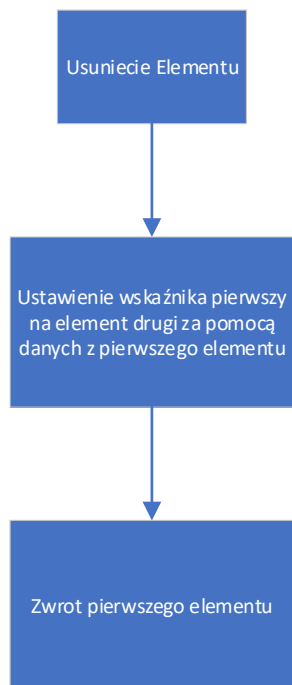 Usuniecie Elementu
Ustawienie wskaźnika pierwszy
na element drugi za pomocą
danych z pierwszego elementu
Zwrot pierwszego elementu